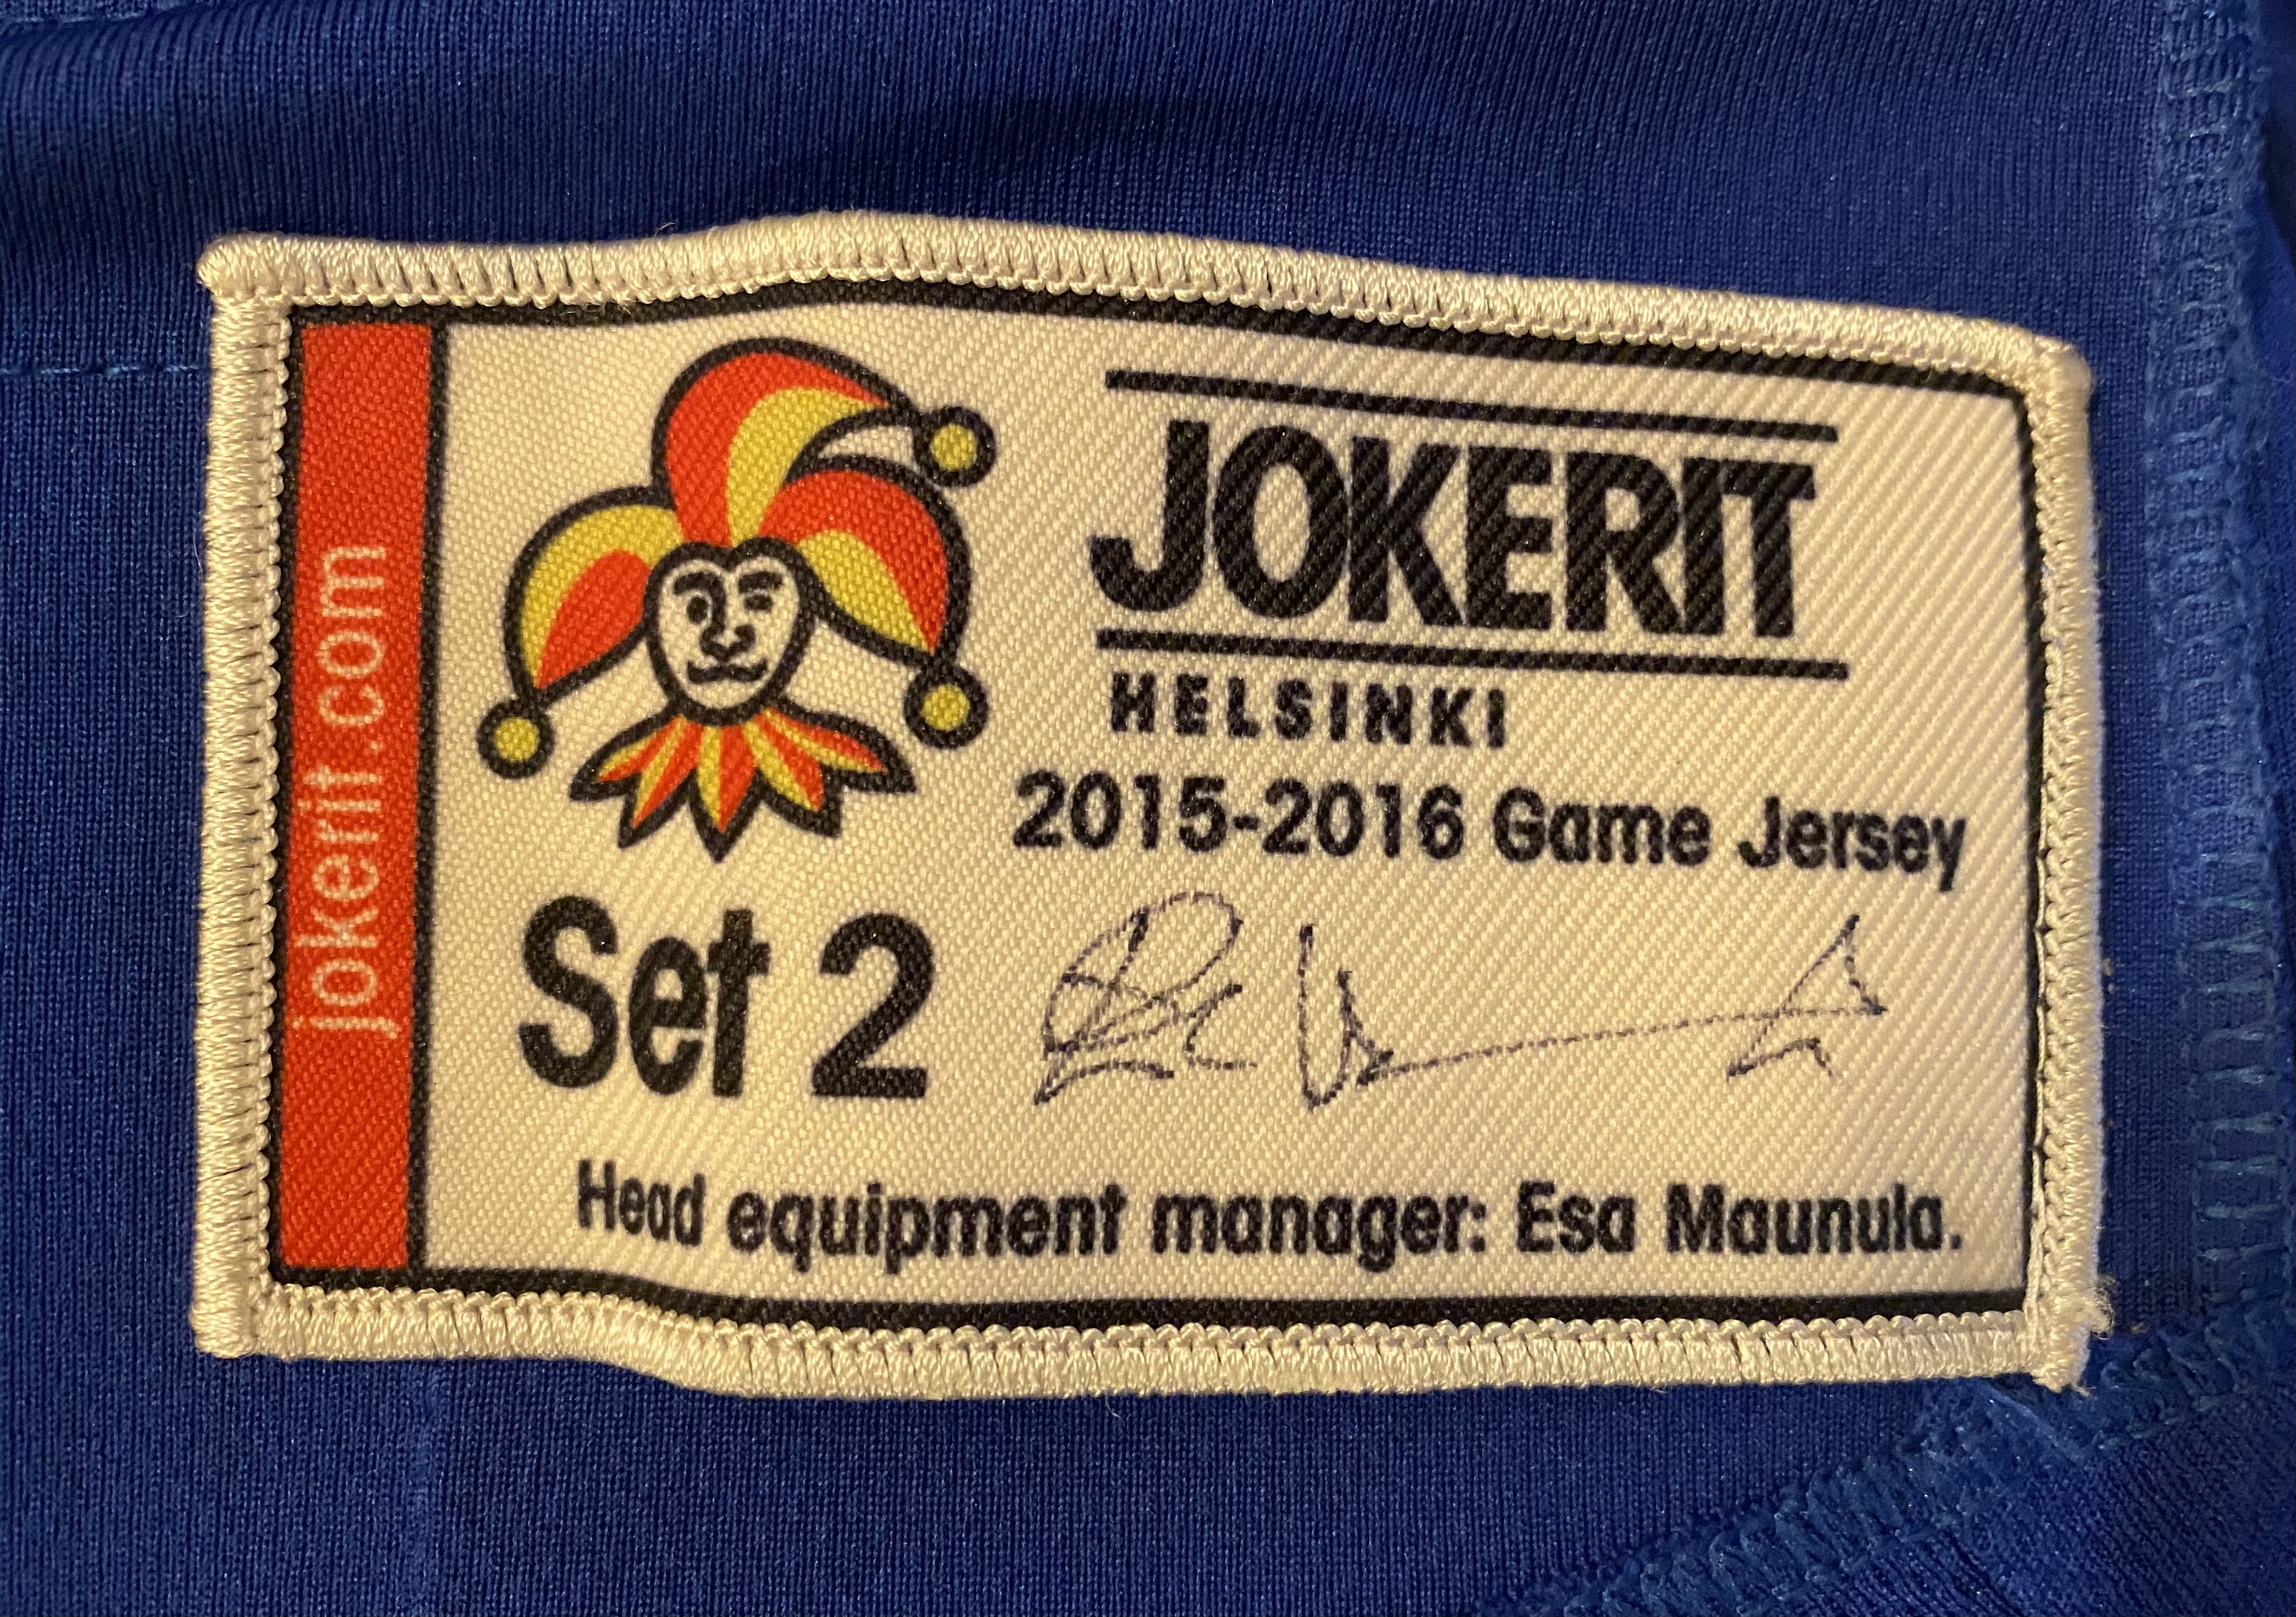 jokerit.com
JOKERIT
HELSINKI
2015-2016 Game Jersey
Set 2
Head equipment manager: Esa Maunula.